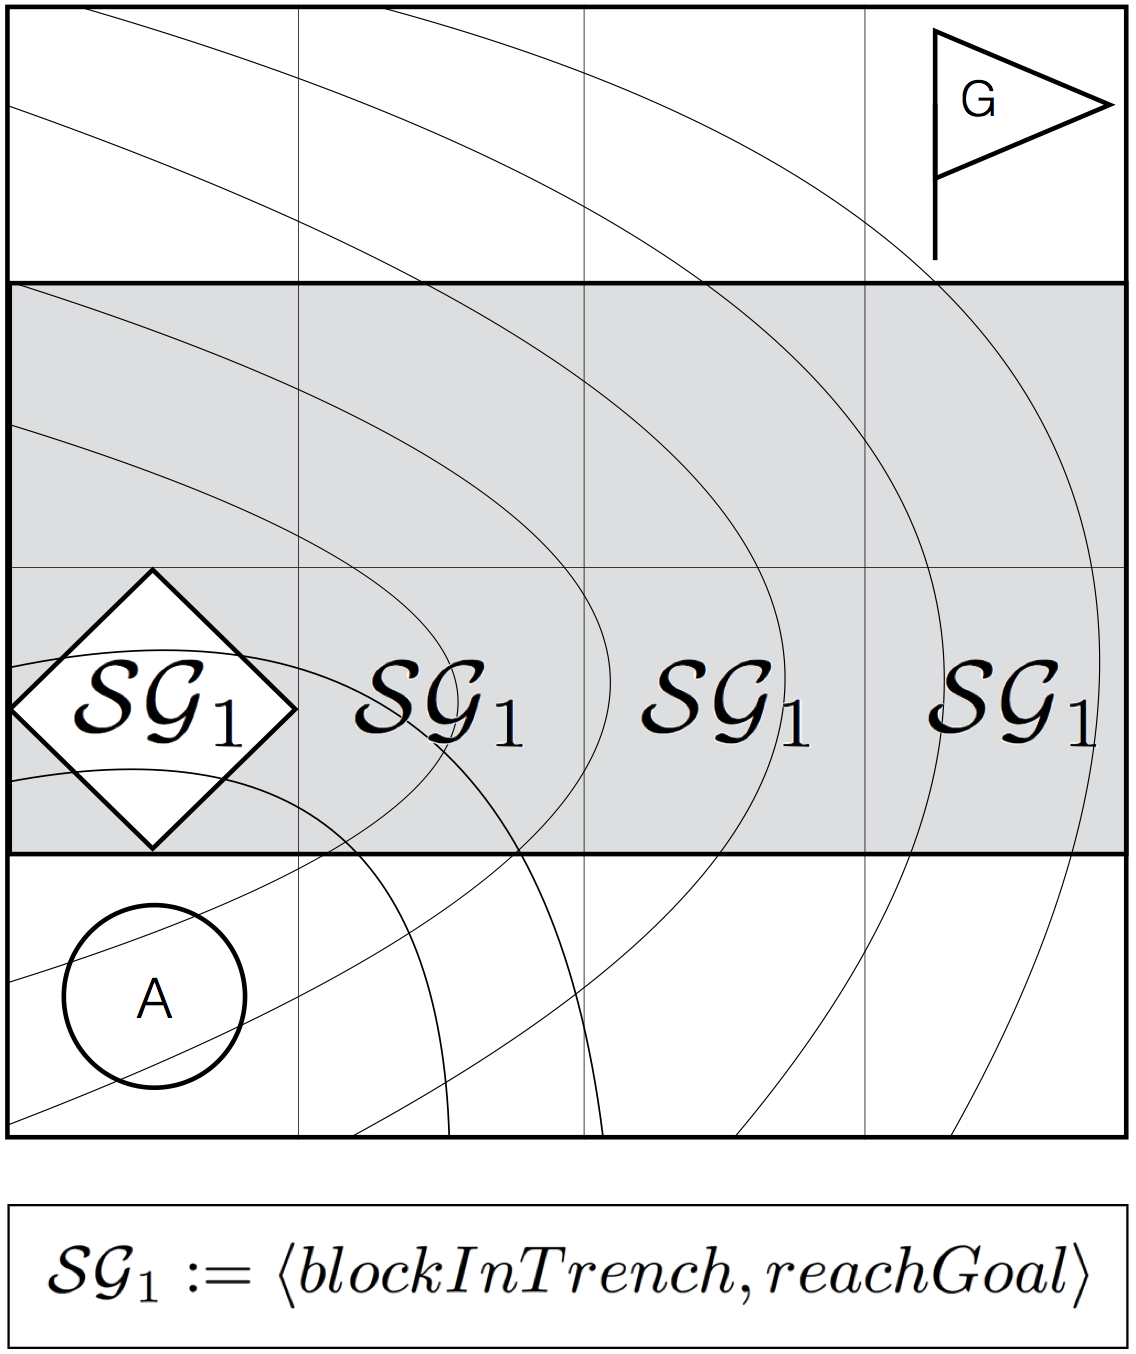 G
𝒮𝒢₁ 𝒮𝒢₁ 𝒮𝒢₁ 𝒮𝒢₁
A
𝒮𝒢₁ := ⟨blockInTrench, reachGoal⟩